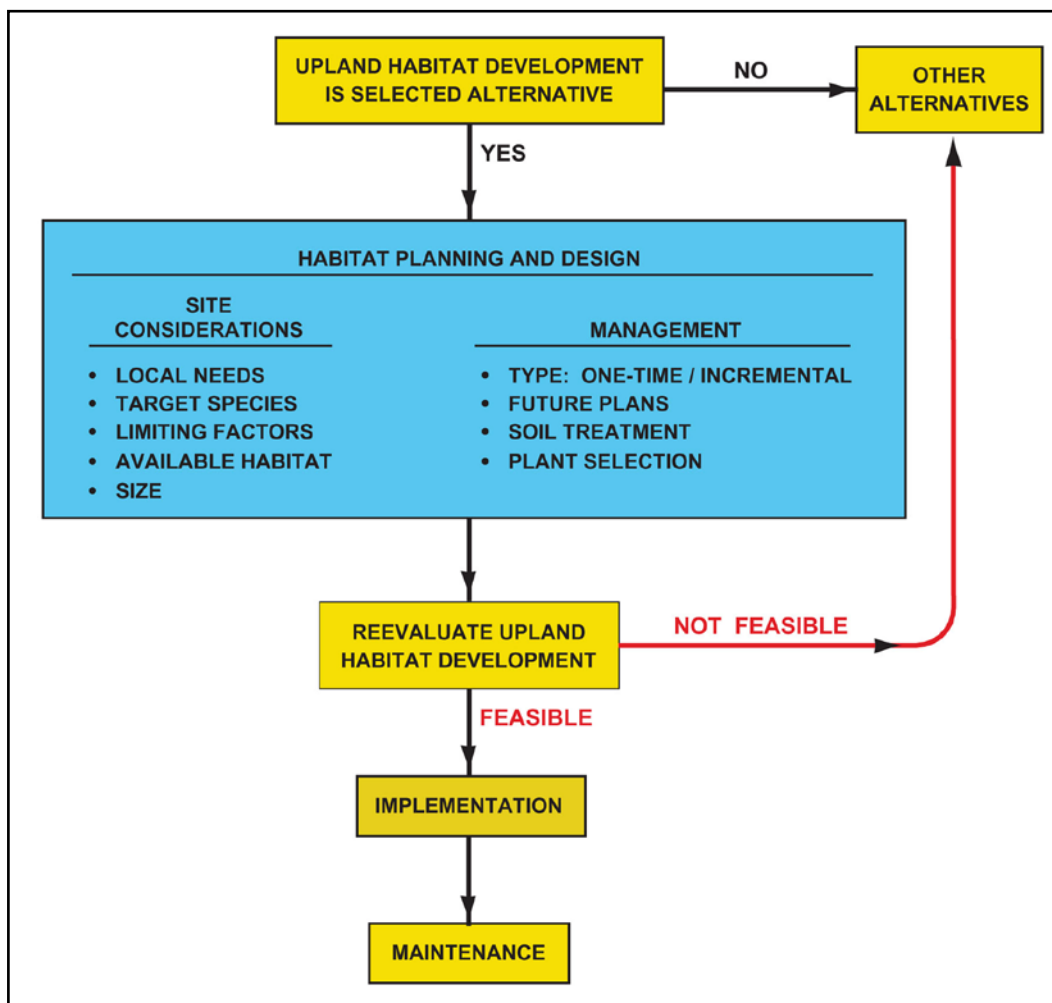 UPLAND HABITAT DEVELOPMENT
IS SELECTED ALTERNATIVE
NO
OTHER
ALTERNATIVES
YES
HABITAT PLANNING AND DESIGN
SITE
CONSIDERATIONS
• LOCAL NEEDS
• TARGET SPECIES
• LIMITING FACTORS
• AVAILABLE HABITAT
• SIZE
MANAGEMENT
• TYPE: ONE-TIME / INCREMENTAL
• FUTURE PLANS
• SOIL TREATMENT
• PLANT SELECTION
REEVALUATE UPLAND
HABITAT DEVELOPMENT
NOT FEASIBLE
FEASIBLE
IMPLEMENTATION
MAINTENANCE